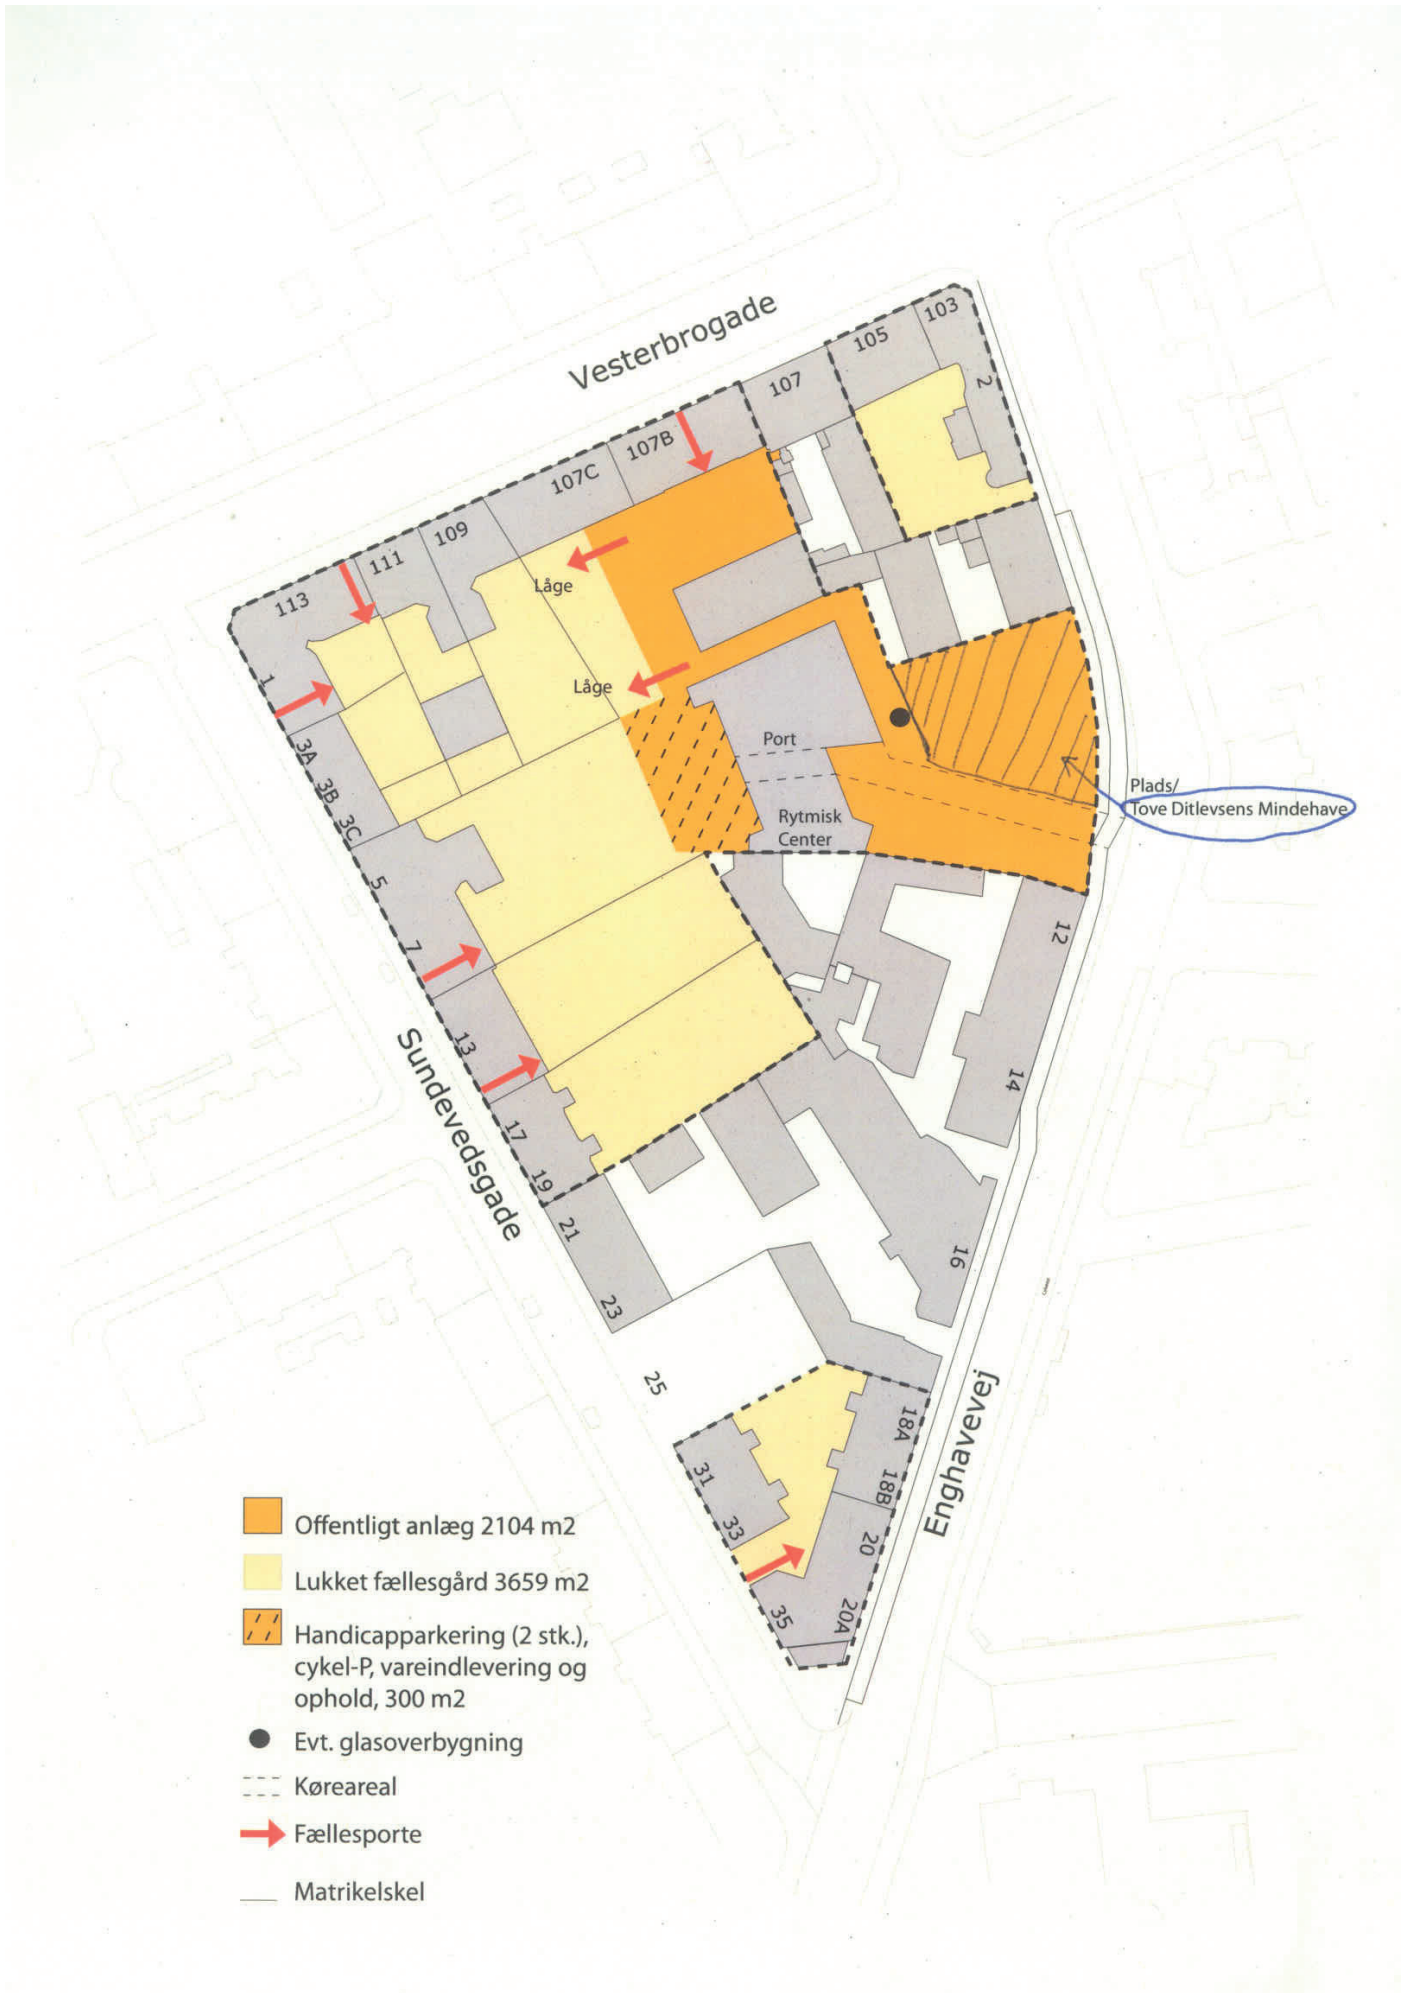 Vesterbrogade
103
105
2
107
107B
107C
109
111
113
Låge
1
Låge
3A
Port
3B
Plads/
Tove Ditlevsens Mindehave
3C
Rytmisk
Center
5
7
12
13
14
Sundevedsgade
17
19
21
16
23
25
18A
Enghavevej
31
18B
33
20
35
20A
Offentligt anlæg 2104 m2
Lukket fællesgård 3659 m2
Handicapparkering (2 stk.),
cykel-P, vareindlevering og
ophold, 300 m2
Evt. glasoverbygning
Køreareal
Fællesporte
Matrikelskel